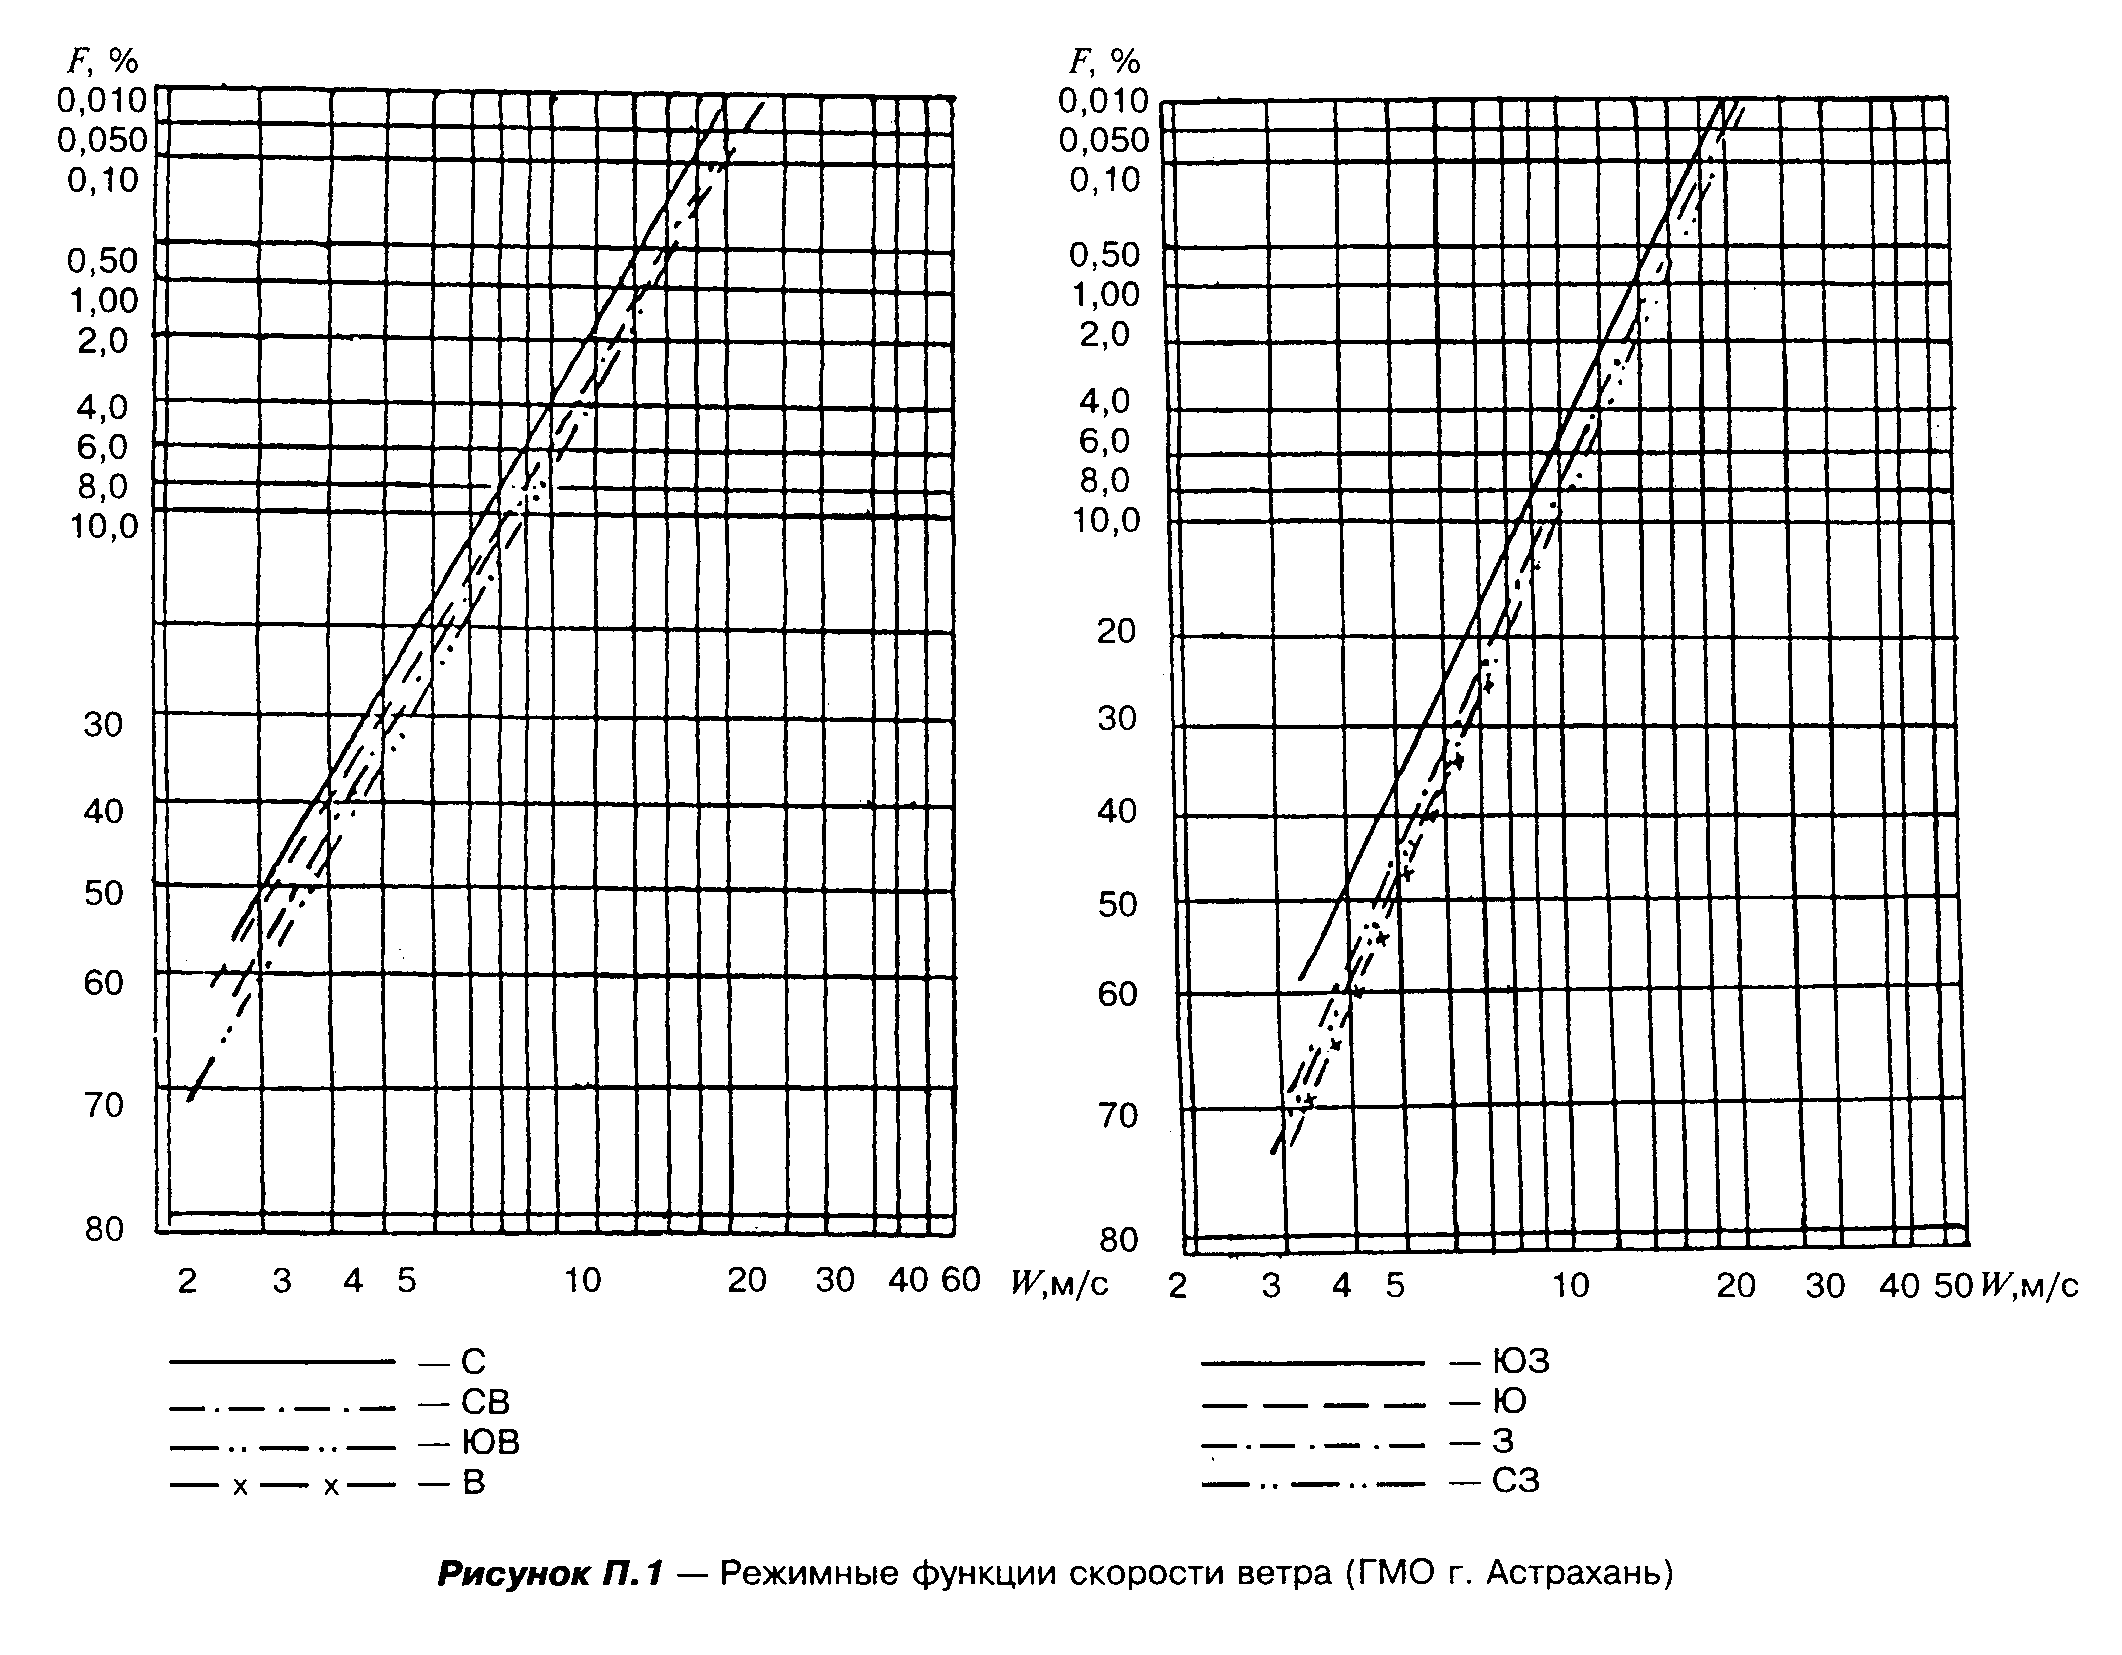 F, %
0,010
0,050
0,10
0,50
1,00
2,0
4,0
6,0
8,0
10,0
30
40
50
60
70
80
2 3 4 5 10 20 30 40 60 W,м/с
— С
— СВ
— ЮВ
х х — В
F, %
0,010
0,050
0,10
0,50
1,00
2,0
4,0
6,0
8,0
10,0
20
30
40
50
60
70
80
2 3 4 5 10 20 30 40 50 W,м/с
— ЮЗ
— Ю
— З
— СЗ
Рисунок П.1 — Режимные функции скорости ветра (ГМО г. Астрахань)